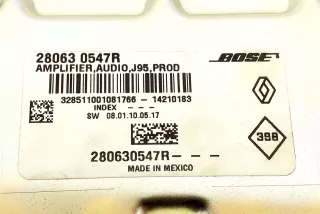 28063 0547R
BOSE
AMPLIFIER,AUDIO,J95,PROD
328511001081766 - 14210183
INDEX ---
SW 08.01.10.05.17
398
280630547R---
MADE IN MEXICO